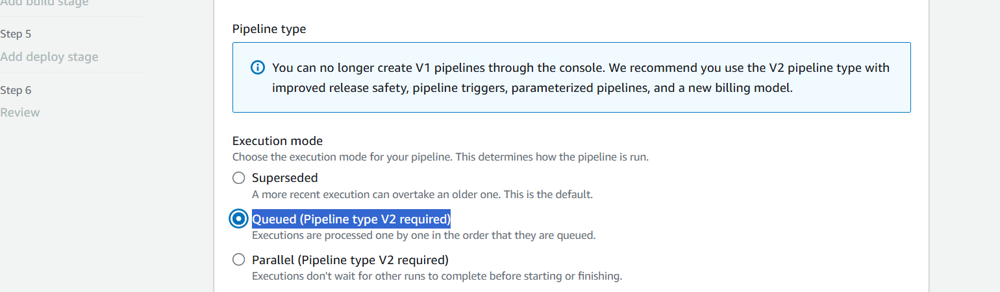 Add build stage
Step 5
Add deploy stage
Step 6
Review
Pipeline type
You can no longer create V1 pipelines through the console. We recommend you use the V2 pipeline type with
improved release safety, pipeline triggers, parameterized pipelines, and a new billing model.
Execution mode
Choose the execution mode for your pipeline. This determines how the pipeline is run.
Superseded
A more recent execution can overtake an older one. This is the default.
Queued (Pipeline type V2 required)
Executions are processed one by one in the order that they are queued.
Parallel (Pipeline type V2 required)
Executions don't wait for other runs to complete before starting or finishing.